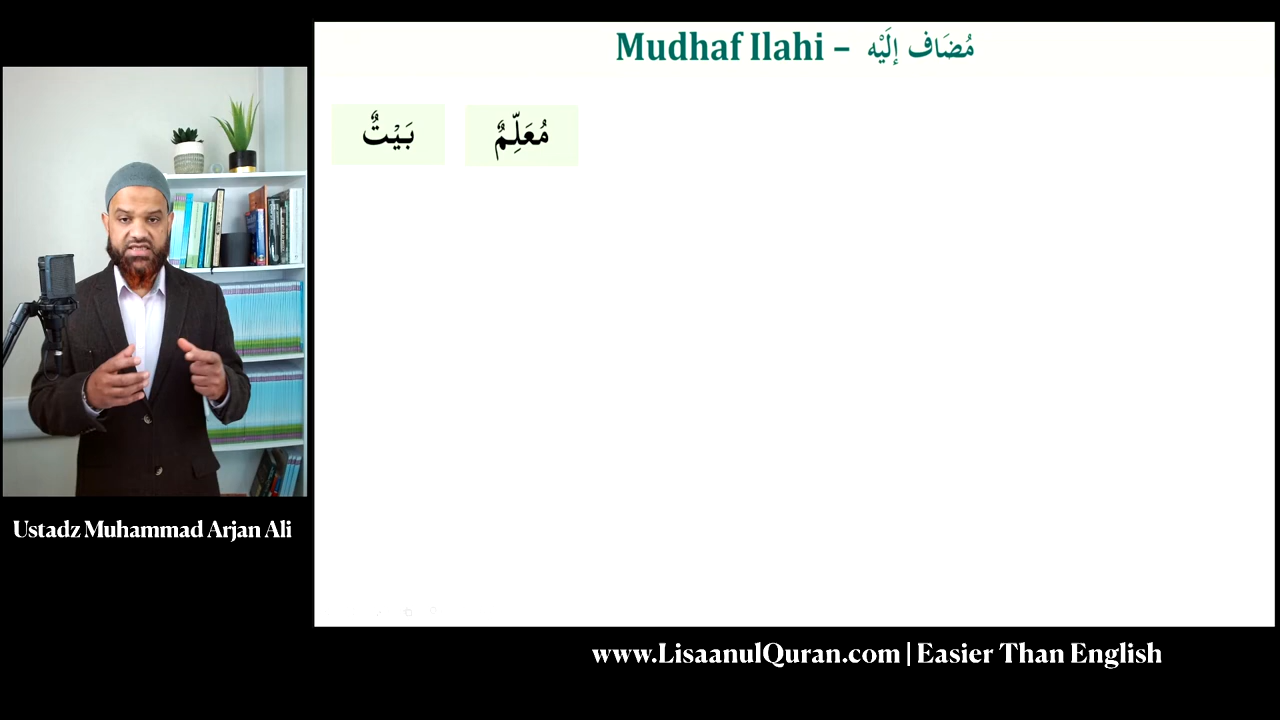 Mudhaf Ilahi – مُضَاف إِلَيْه
بَيْتٌ
مُعَلِّمٌ
Ustadz Muhammad Arjan Ali
www.LisaanulQuran.com | Easier Than English